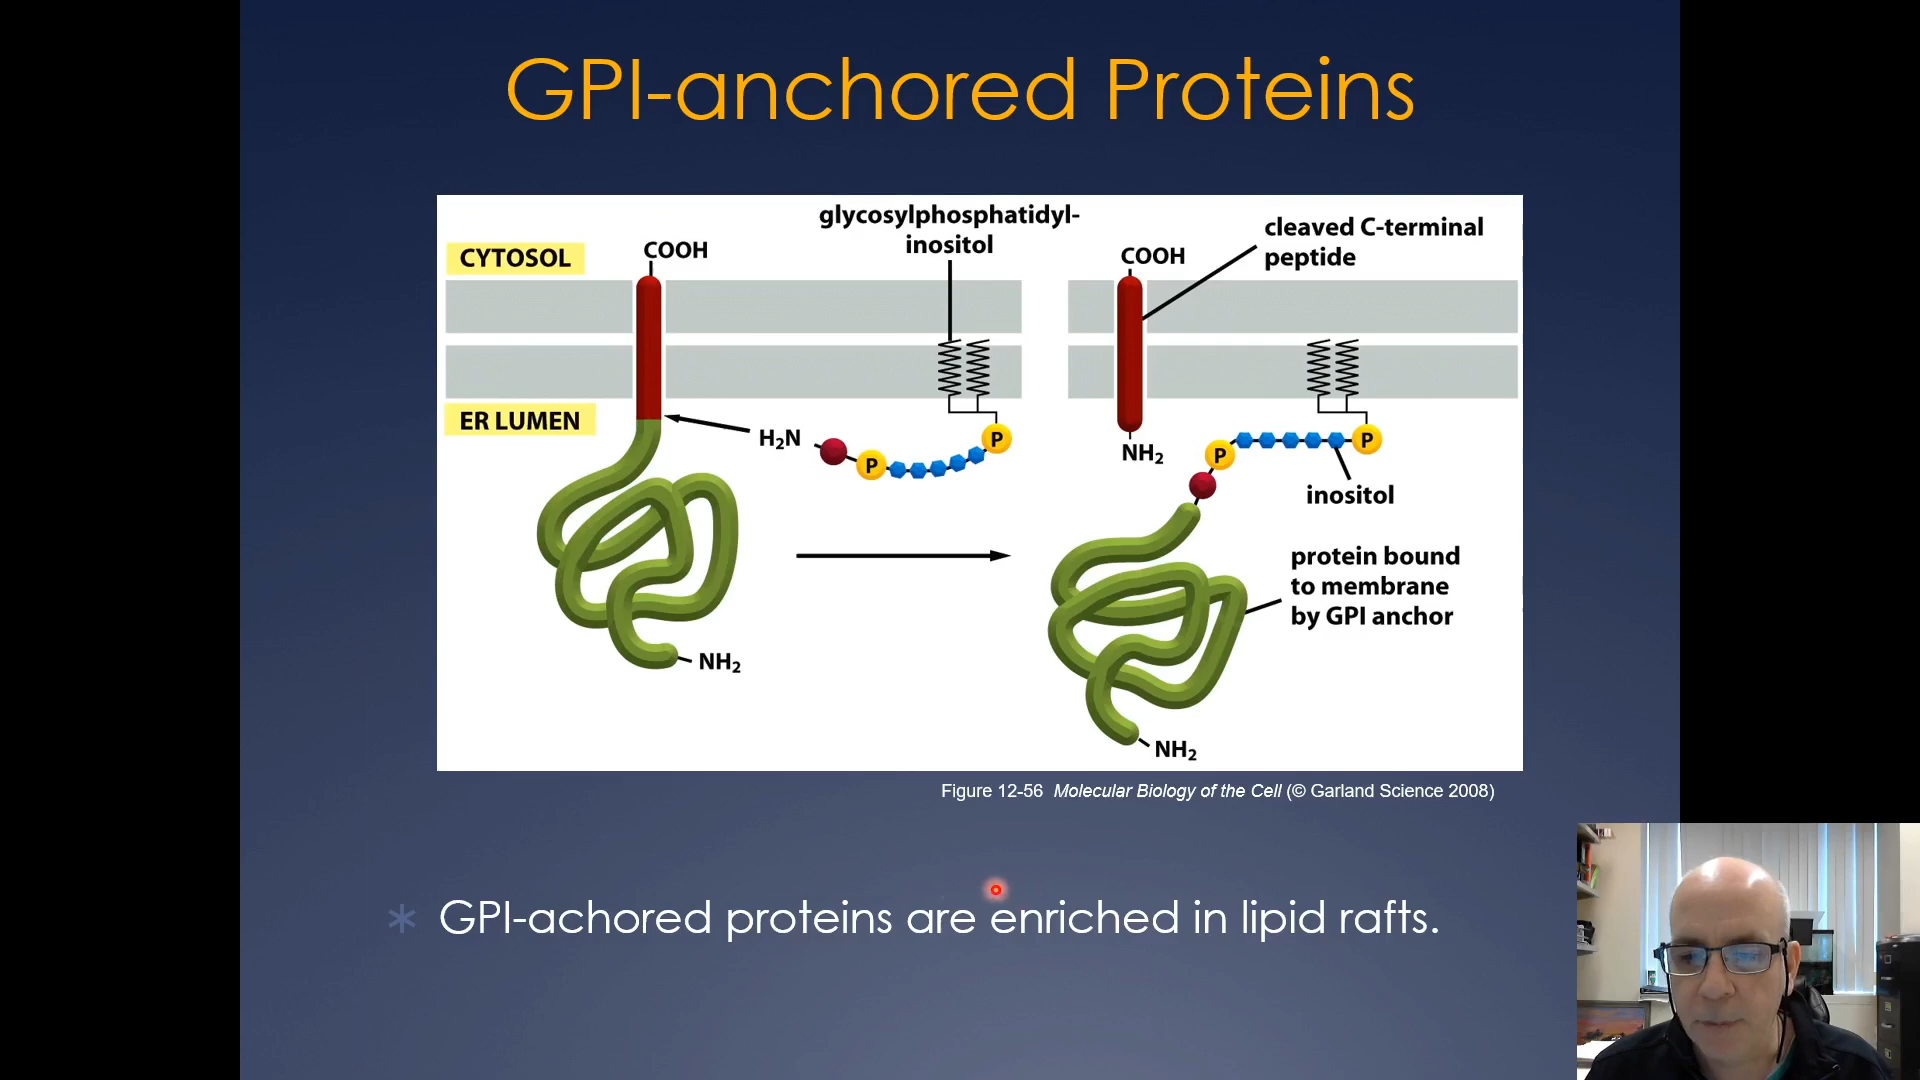 GPI-anchored Proteins
glycosylphosphatidyl-
inositol
cleaved C-terminal
peptide
CYTOSOL
COOH
COOH
ER LUMEN
H₂N
P
P
NH₂
P
P
inositol
protein bound
to membrane
by GPI anchor
NH₂
NH₂
Figure 12-56 Molecular Biology of the Cell (© Garland Science 2008)
* GPI-achored proteins are enriched in lipid rafts.